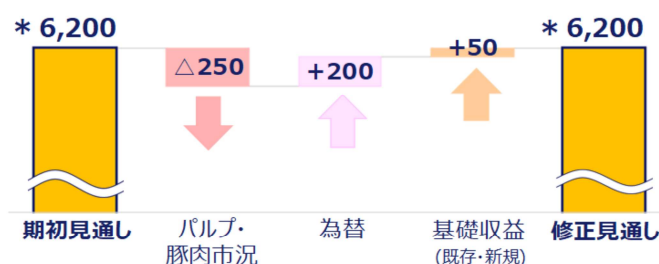 * 6,200
* 6,200
△250
+200
+50
期初見通し
パルプ・
豚肉市況
為替
基礎収益
(既存・新規)
修正見通し